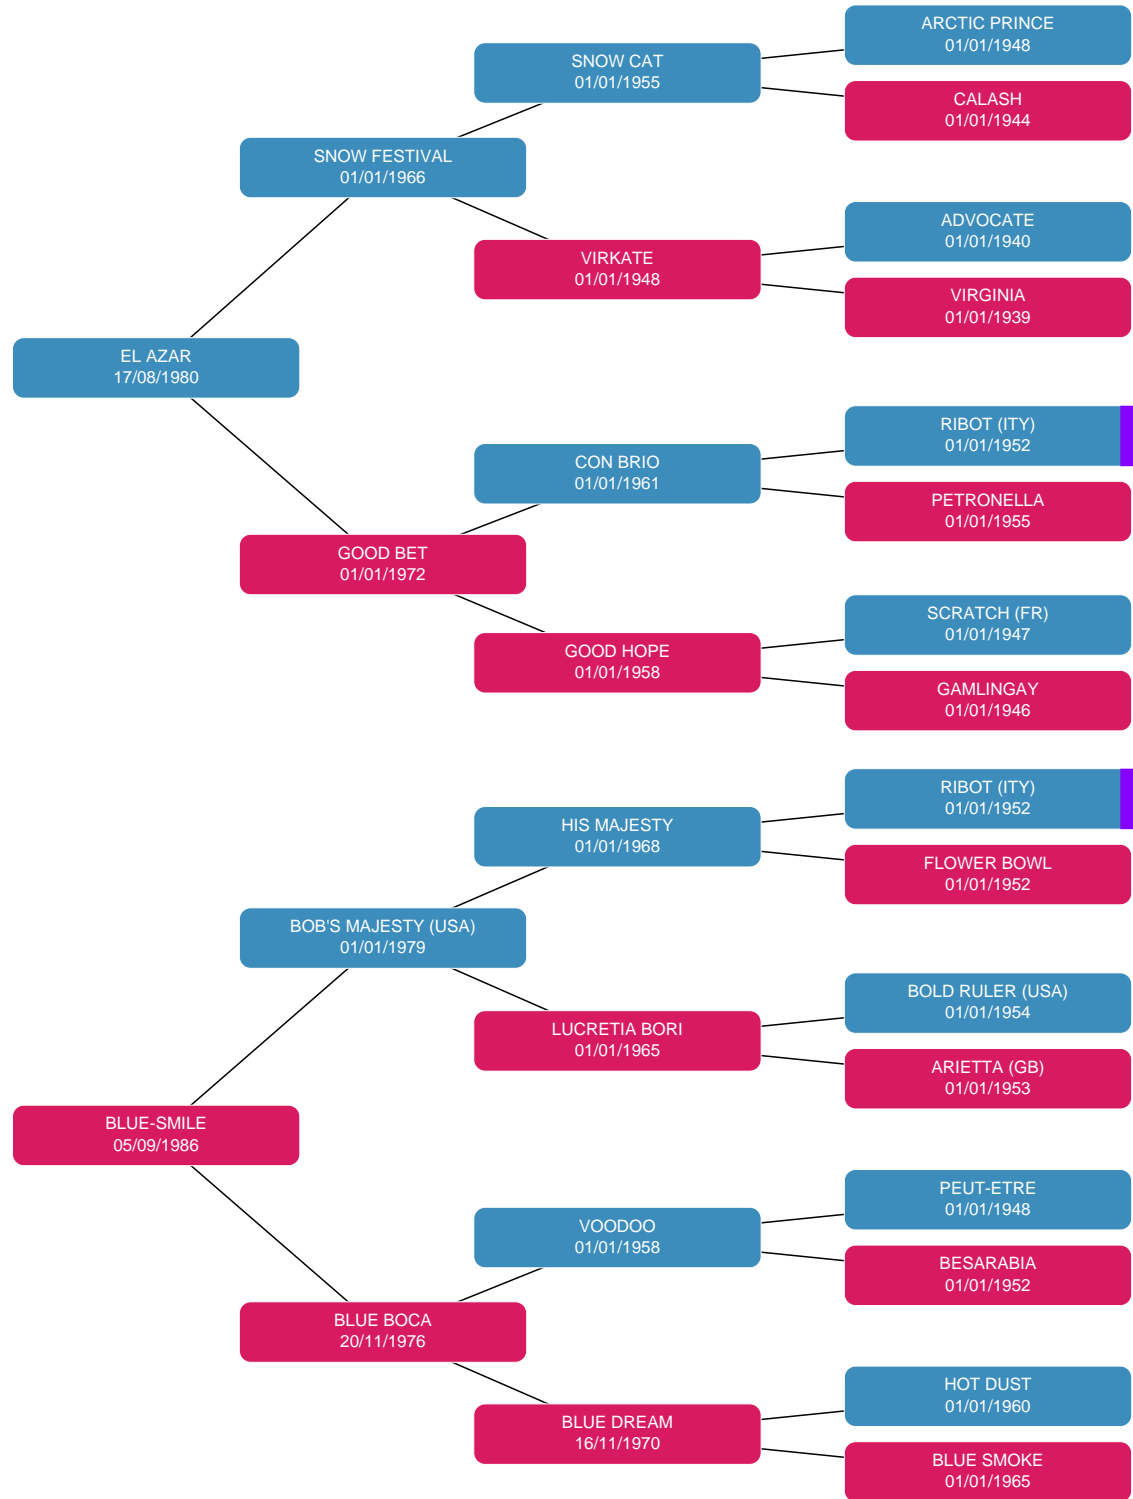 ARCTIC PRINCE
01/01/1948
SNOW CAT
01/01/1955
CALASH
01/01/1944
SNOW FESTIVAL
01/01/1966
ADVOCATE
01/01/1940
VIRKATE
01/01/1948
VIRGINIA
01/01/1939
EL AZAR
17/08/1980
RIBOT (ITY)
01/01/1952
CON BRIO
01/01/1961
PETRONELLA
01/01/1955
GOOD BET
01/01/1972
SCRATCH (FR)
01/01/1947
GOOD HOPE
01/01/1958
GAMLINGAY
01/01/1946
RIBOT (ITY)
01/01/1952
HIS MAJESTY
01/01/1968
FLOWER BOWL
01/01/1952
BOB'S MAJESTY (USA)
01/01/1979
BOLD RULER (USA)
01/01/1954
LUCRETIA BORI
01/01/1965
ARIETTA (GB)
01/01/1953
BLUE-SMILE
05/09/1986
PEUT-ETRE
01/01/1948
VOODOO
01/01/1958
BESARABIA
01/01/1952
BLUE BOCA
20/11/1976
HOT DUST
01/01/1960
BLUE DREAM
16/11/1970
BLUE SMOKE
01/01/1965